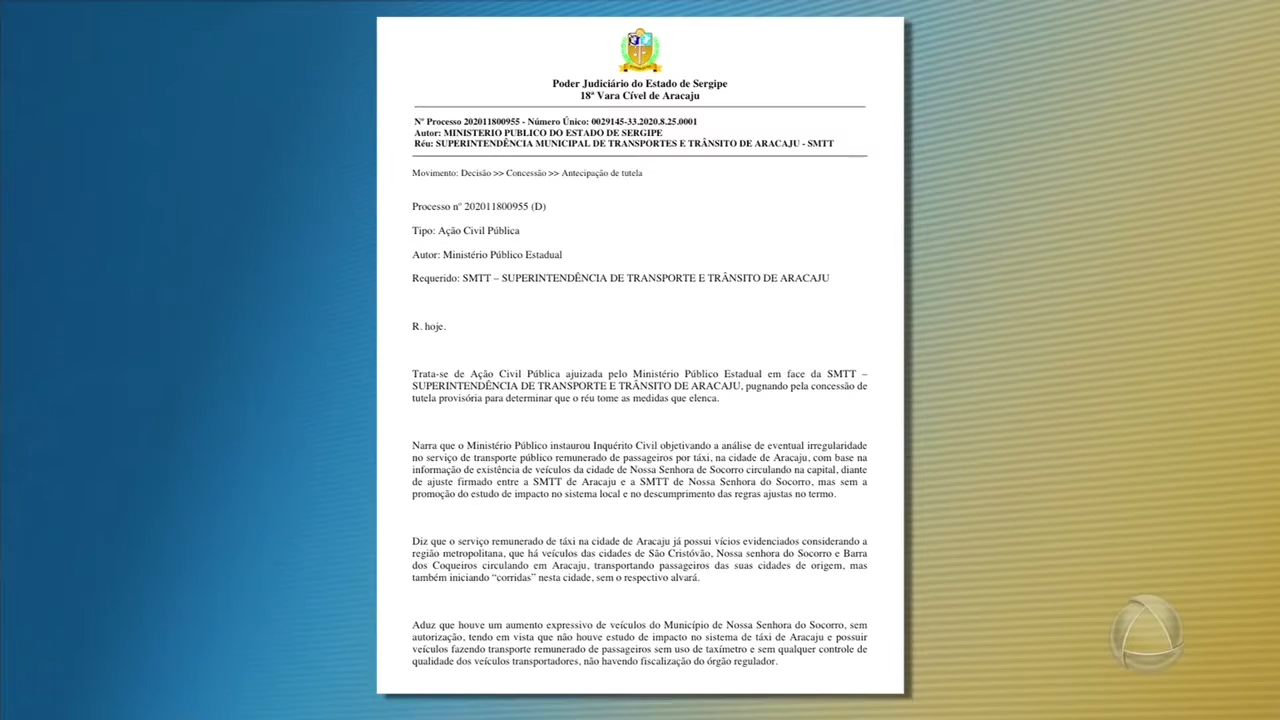 Poder Judiciário do Estado de Sergipe
18ª Vara Cível de Aracaju
Nº Processo 202011800955 - Número Único: 0029145-33.2020.8.25.0001
Autor: MINISTERIO PUBLICO DO ESTADO DE SERGIPE
Réu: SUPERINTENDÊNCIA MUNICIPAL DE TRANSPORTES E TRÂNSITO DE ARACAJU - SMTT
Movimento: Decisão >> Concessão >> Antecipação de tutela
Processo nº 202011800955 (D)
Tipo: Ação Civil Pública
Autor: Ministério Público Estadual
Requerido: SMTT – SUPERINTENDÊNCIA DE TRANSPORTE E TRÂNSITO DE ARACAJU
R. hoje.
Trata-se de Ação Civil Pública ajuizada pelo Ministério Público Estadual em face da SMTT –
SUPERINTENDÊNCIA DE TRANSPORTE E TRÂNSITO DE ARACAJU, pugnando pela concessão de
tutela provisória para determinar que o réu tome as medidas que elenca.
Narra que o Ministério Público instaurou Inquérito Civil objetivando a análise de eventual irregularidade
no serviço de transporte público remunerado de passageiros por táxi, na cidade de Aracaju, com base na
informação de existência de veículos da cidade de Nossa Senhora de Socorro circulando na capital, diante
de ajuste firmado entre a SMTT de Aracaju e a SMTT de Nossa Senhora do Socorro, mas sem a
promoção do estudo de impacto no sistema local e no descumprimento das regras ajustas no termo.
Diz que o serviço remunerado de táxi na cidade de Aracaju já possui vícios evidenciados considerando a
região metropolitana, que há veículos das cidades de São Cristóvão, Nossa senhora do Socorro e Barra
dos Coqueiros circulando em Aracaju, transportando passageiros das suas cidades de origem, mas
também iniciando “corridas” nesta cidade, sem o respectivo alvará.
Aduz que houve um aumento expressivo de veículos do Município de Nossa Senhora do Socorro, sem
autorização, tendo em vista que não houve estudo de impacto no sistema de táxi de Aracaju e possuir
veículos fazendo transporte remunerado de passageiros sem uso de taxímetro e sem qualquer controle de
qualidade dos veículos transportadores, não havendo fiscalização do órgão regulador.